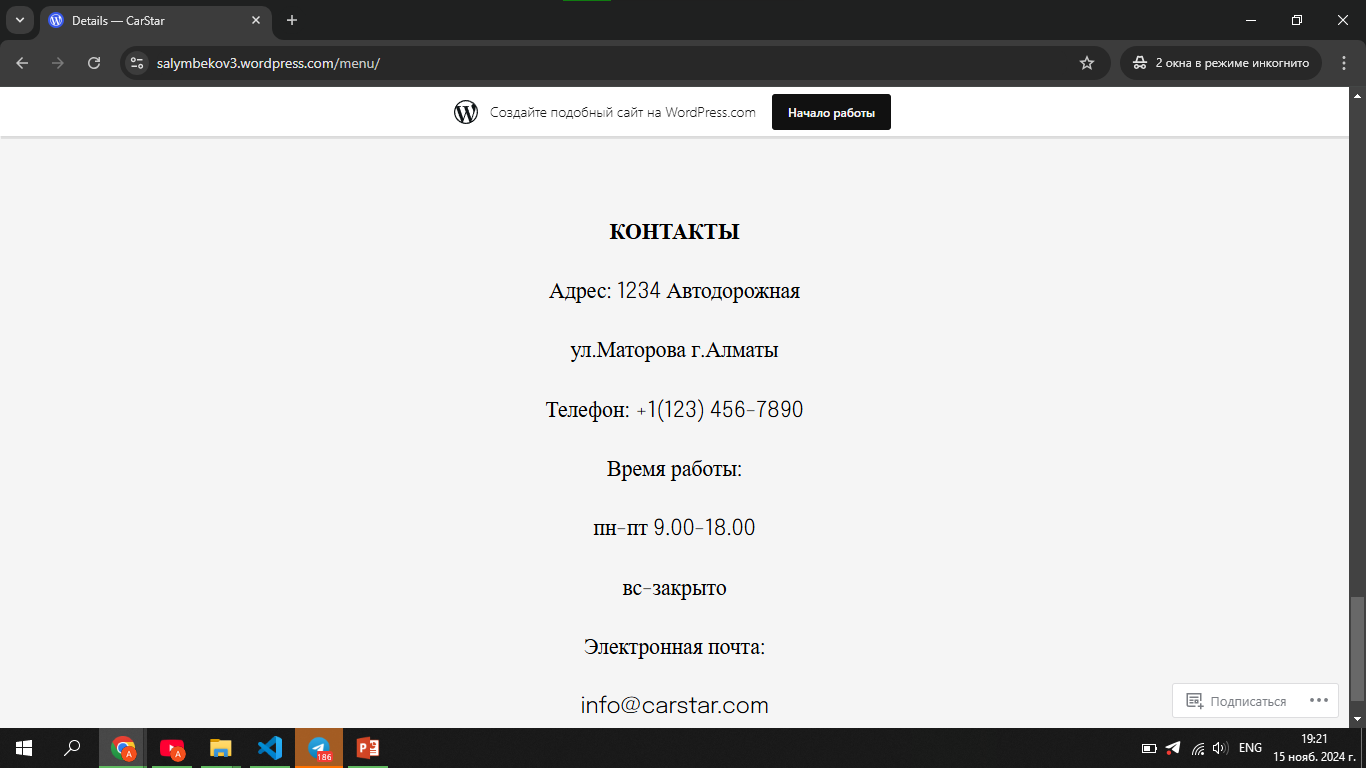 Details — CarStar
salymbekov3.wordpress.com/menu/
2 окна в режиме инкогнито
Создайте подобный сайт на WordPress.com
Начало работы
КОНТАКТЫ
Адрес: 1234 Автодорожная
ул.Маторова г.Алматы
Телефон: +1(123) 456-7890
Время работы:
пн-пт 9.00-18.00
вс-закрыто
Электронная почта:
info@carstar.com
Подписаться
186
ENG
19:21
15 нояб. 2024 г.